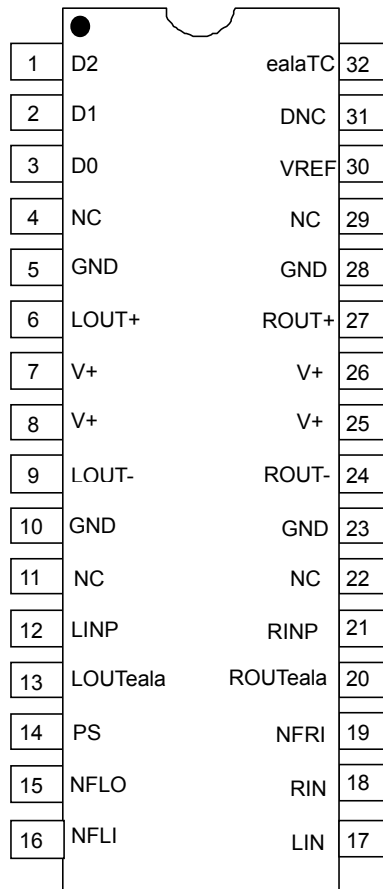 1 D2 ealaTC 32
2 D1 DNC 31
3 D0 VREF 30
4 NC NC 29
5 GND GND 28
6 LOUT+ ROUT+ 27
7 V+ V+ 26
8 V+ V+ 25
9 LOUT- ROUT- 24
10 GND GND 23
11 NC NC 22
12 LINP RINP 21
13 LOUTeala ROUTeala 20
14 PS NFRI 19
15 NFLO RIN 18
16 NFLI LIN 17